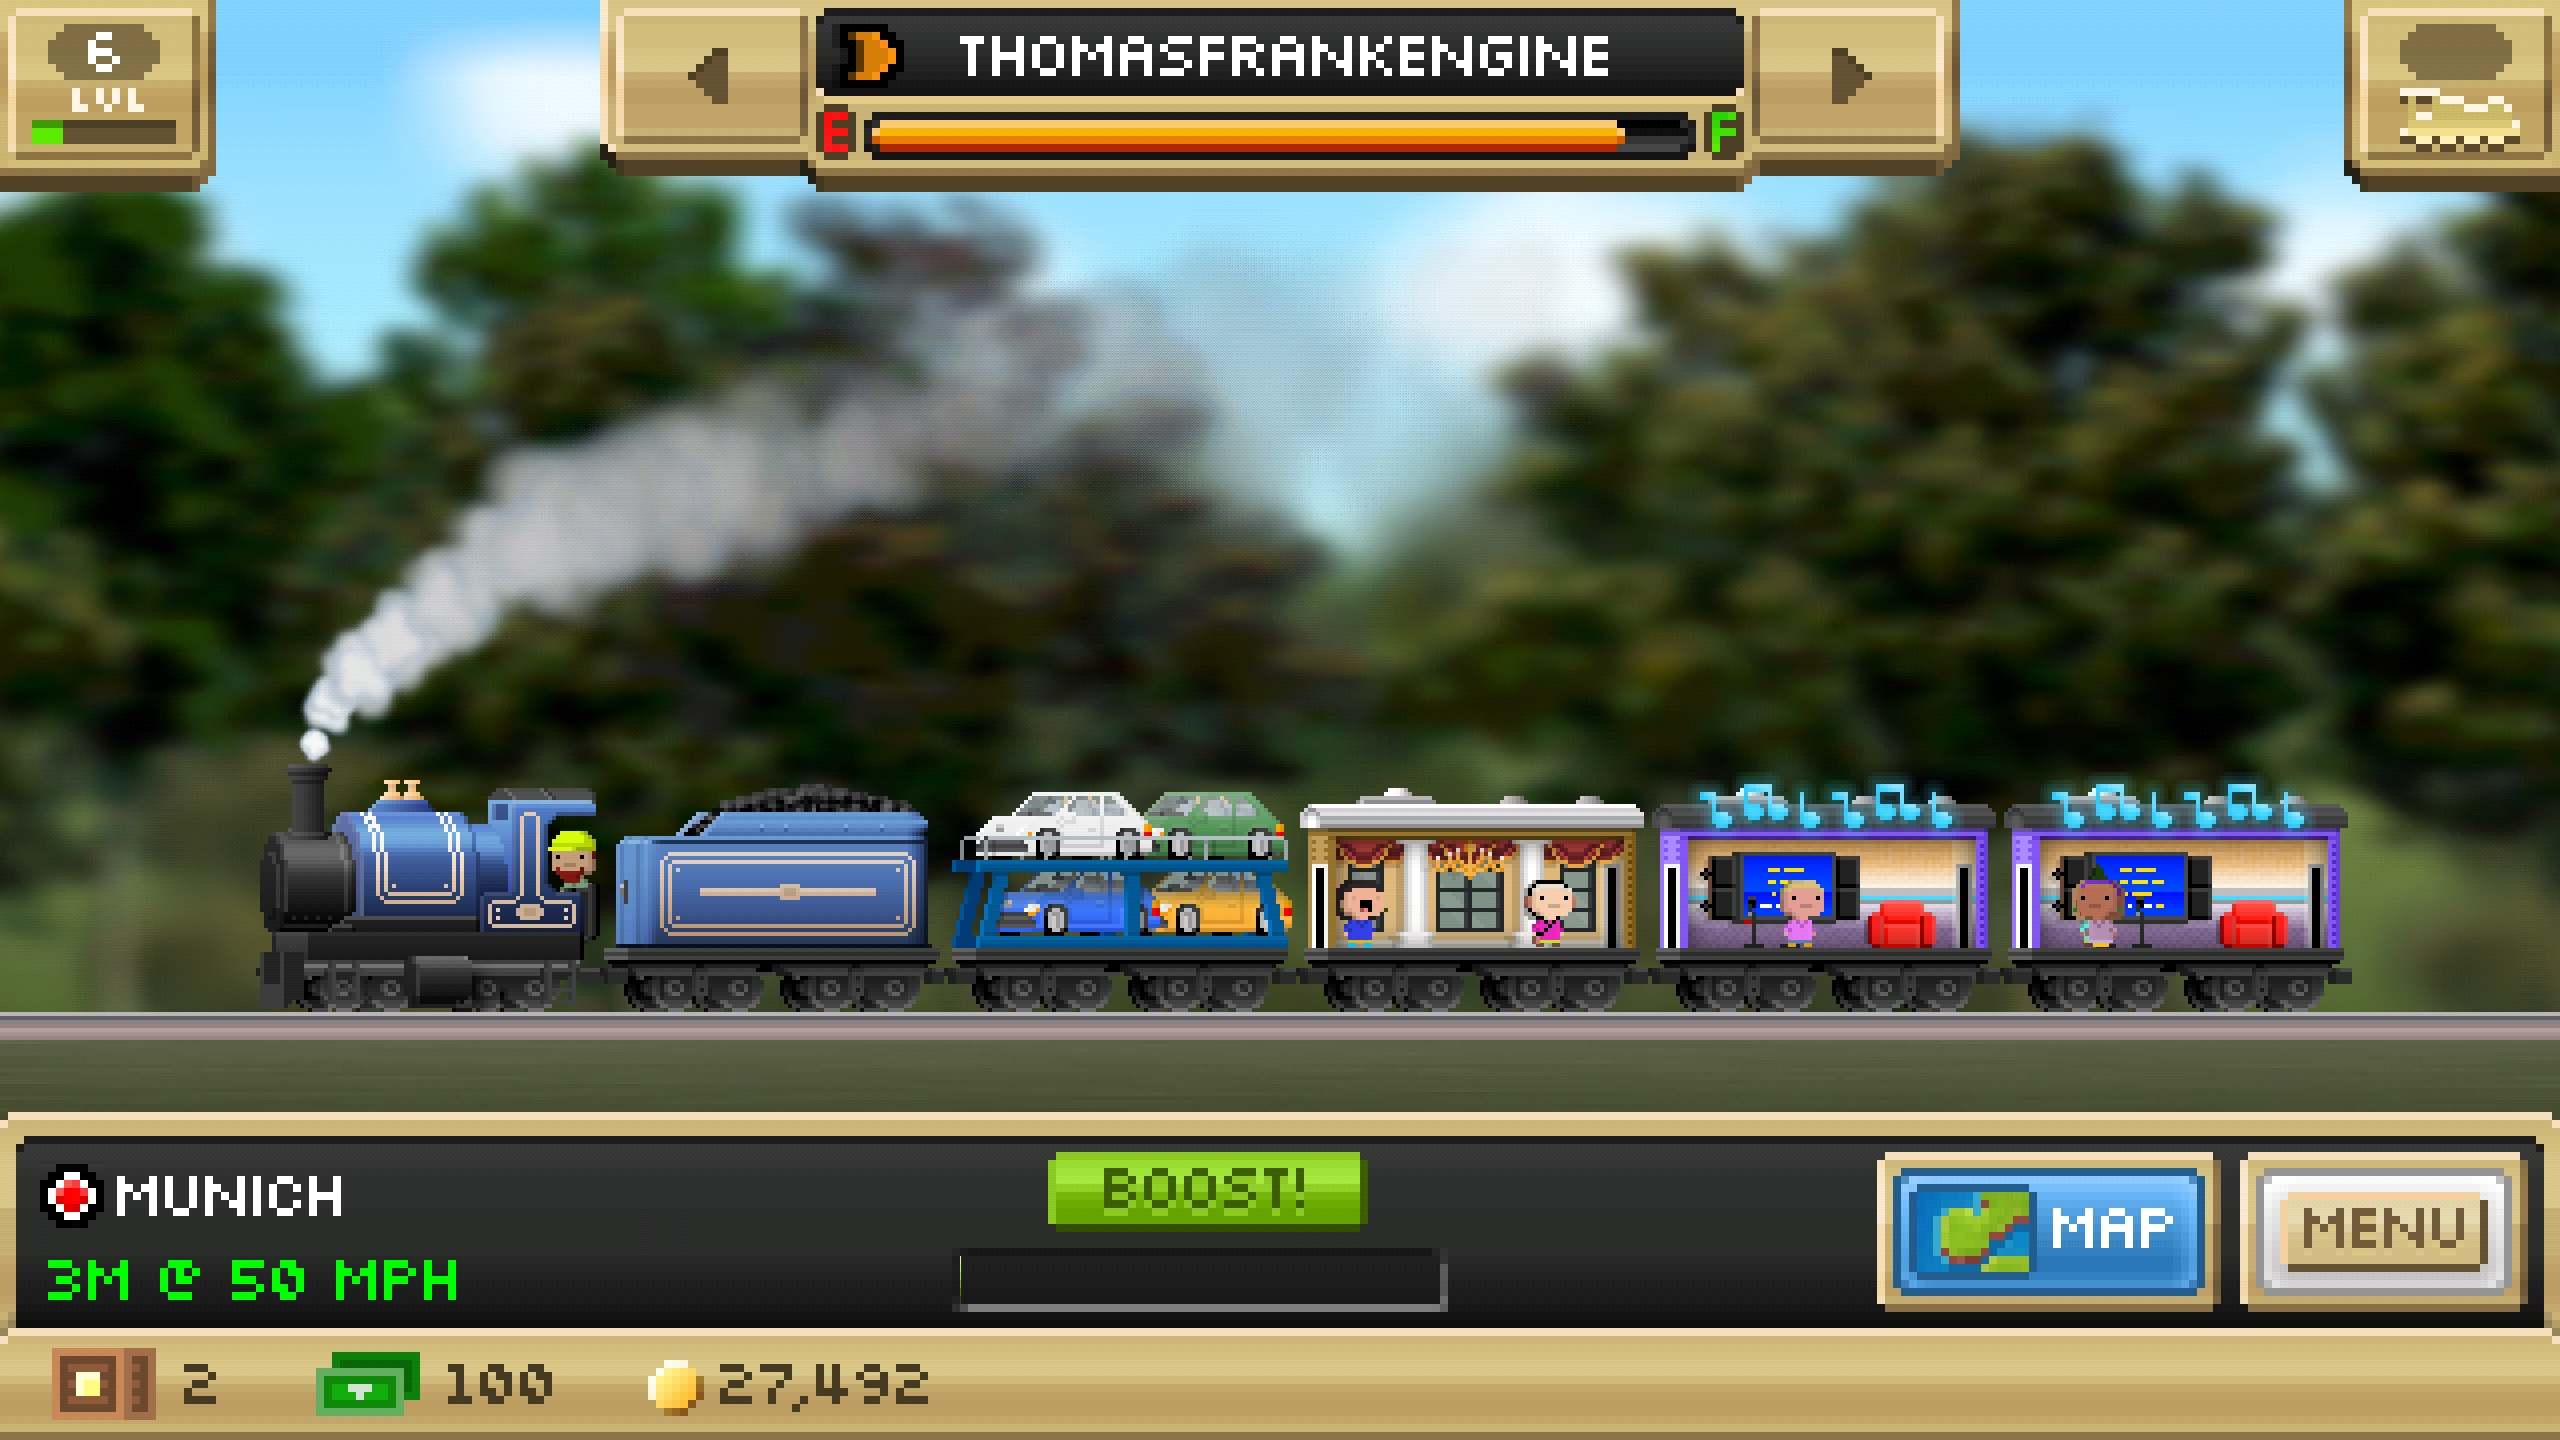 6
LVL
THOMASFRANKENGINE
E
F
MUNICH
3M @ 50 MPH
BOOST!
MAP
MENU
2
100
27,492